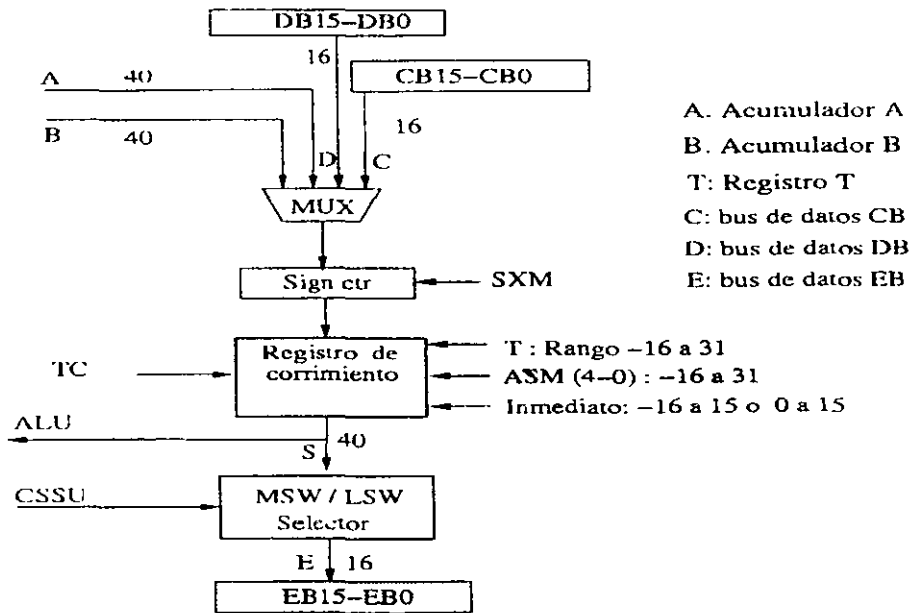 DB15–DB0
16
CB15–CB0
A
40
B
40
16
D
C
MUX
Sign ctr
SXM
Registro de
corrimiento
TC
T : Rango –16 a 31
ASM (4–0) : –16 a 31
Inmediato: –16 a 15 o 0 a 15
ALU
40
S
CSSU
MSW / LSW
Selector
E
16
EB15–EB0
A. Acumulador A
B. Acumulador B
T: Registro T
C: bus de datos CB
D: bus de datos DB
E: bus de datos EB